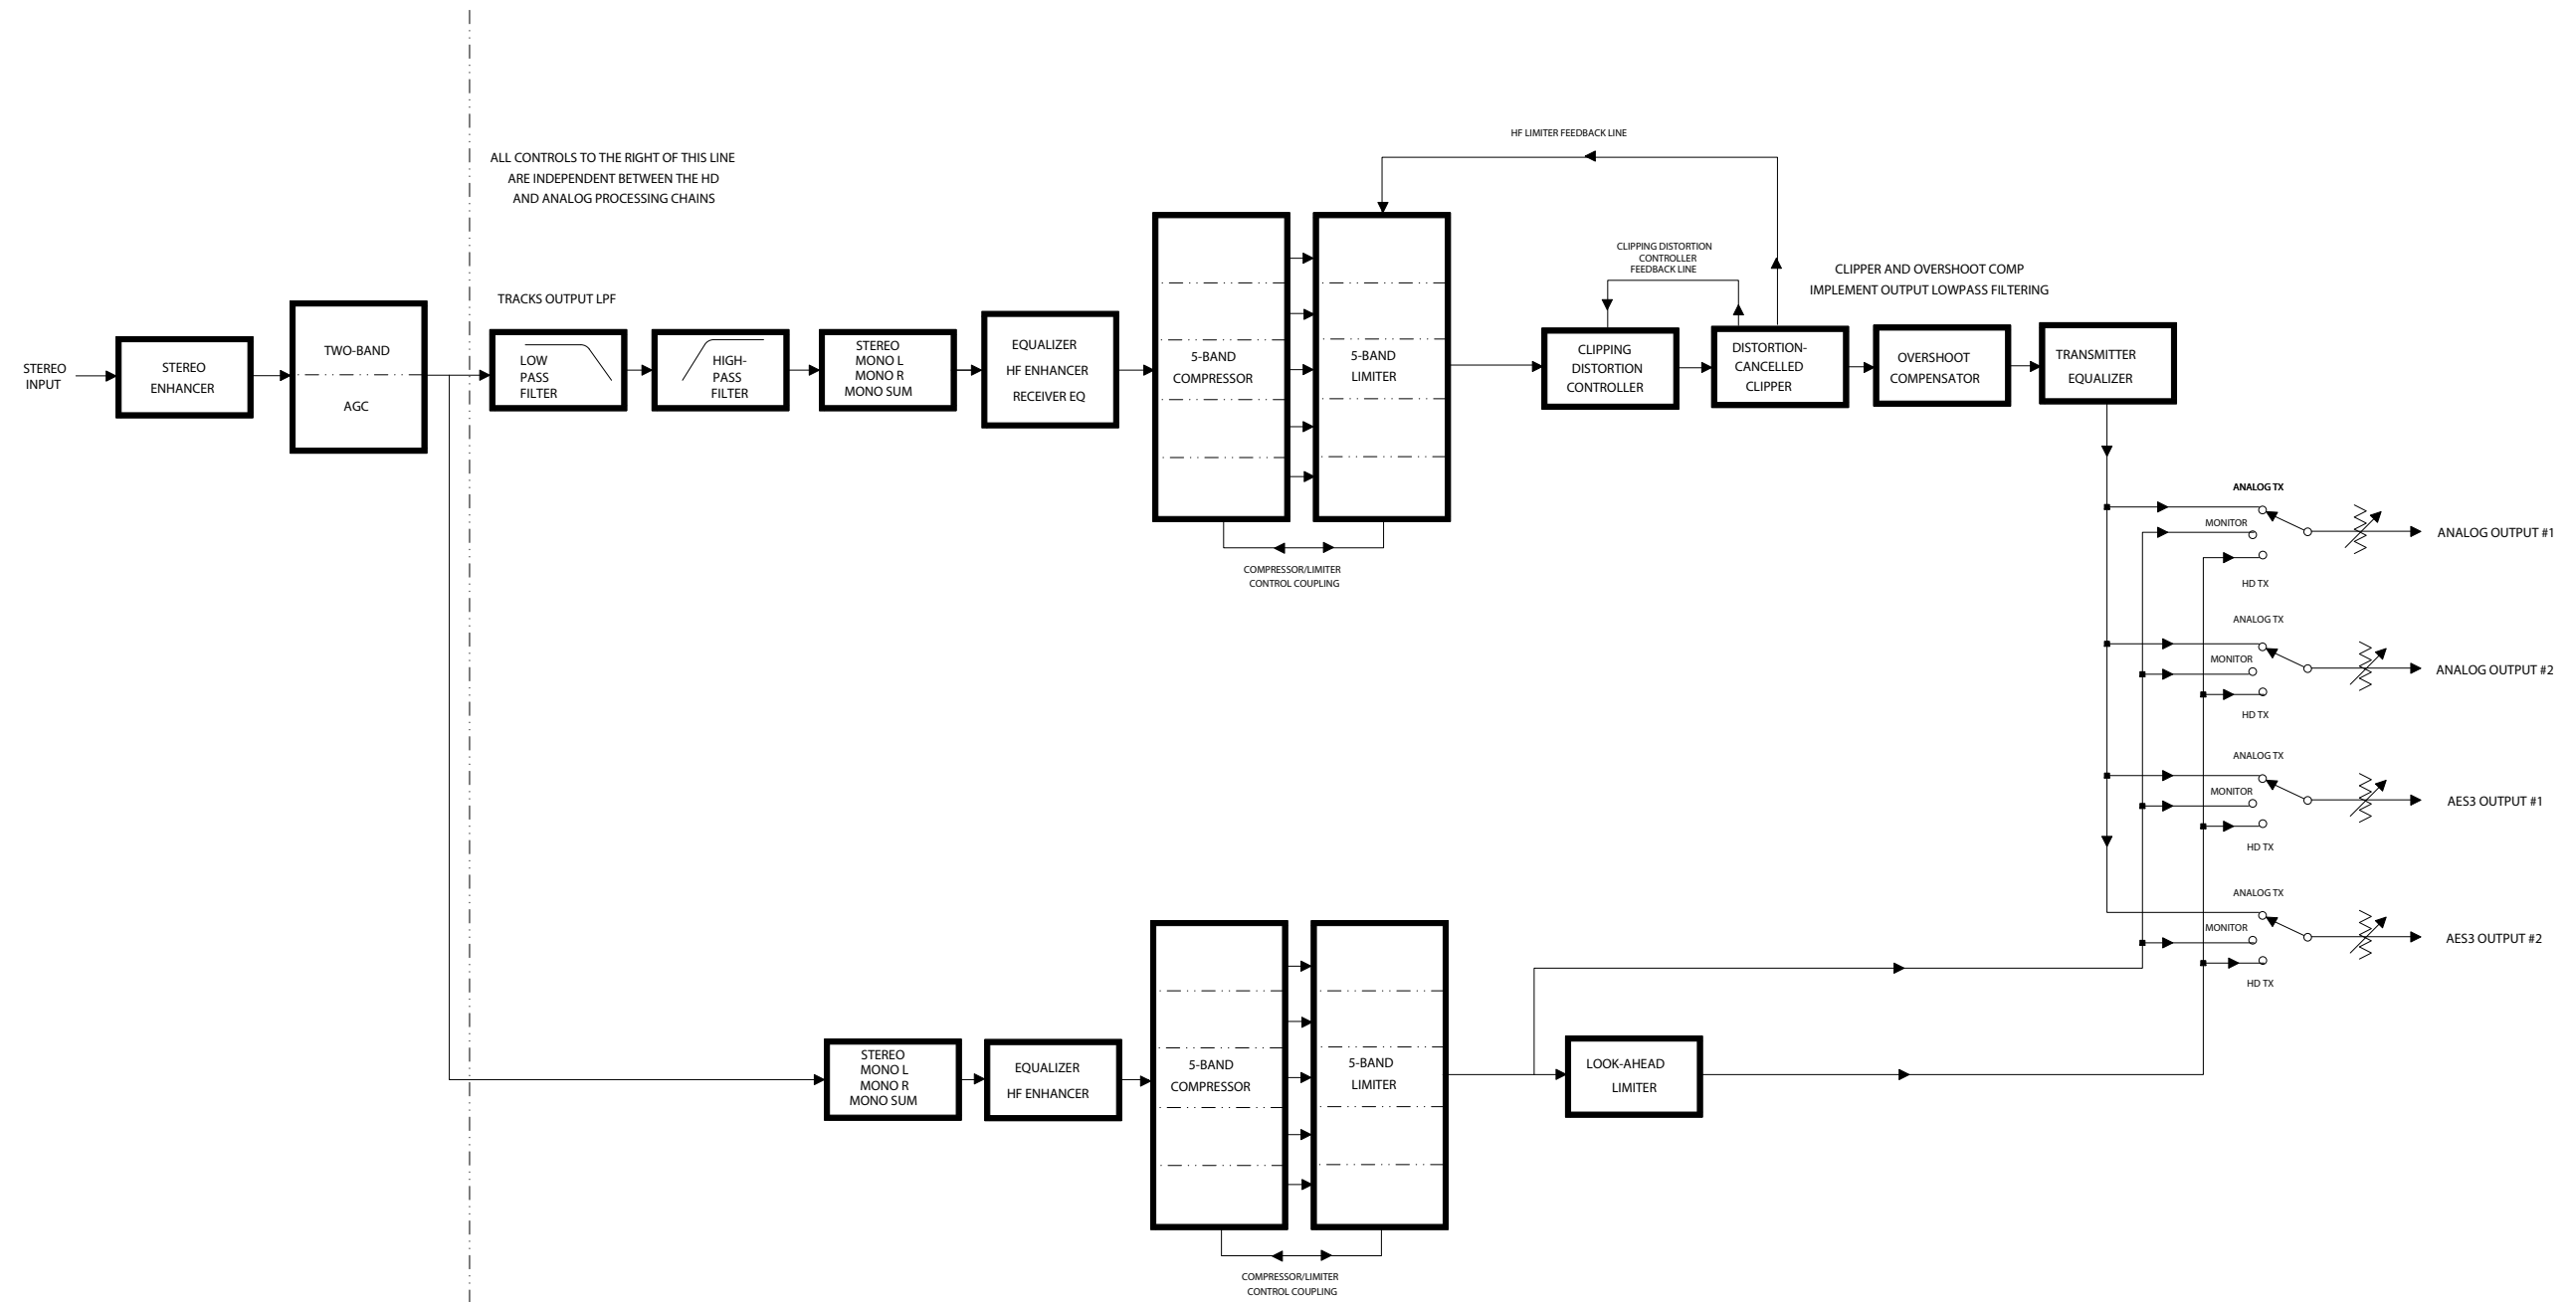 ALL CONTROLS TO THE RIGHT OF THIS LINE
ARE INDEPENDENT BETWEEN THE HD
AND ANALOG PROCESSING CHAINS
STEREO
INPUT
STEREO
ENHANCER
TWO-BAND
AGC
TRACKS OUTPUT LPF
LOW
PASS
FILTER
HIGH-
PASS
FILTER
STEREO
MONO L
MONO R
MONO SUM
EQUALIZER
HF ENHANCER
RECEIVER EQ
5-BAND
COMPRESSOR
5-BAND
LIMITER
COMPRESSOR/LIMITER
CONTROL COUPLING
HF LIMITER FEEDBACK LINE
CLIPPING DISTORTION
CONTROLLER
FEEDBACK LINE
CLIPPER AND OVERSHOOT COMP
IMPLEMENT OUTPUT LOWPASS FILTERING
CLIPPING
DISTORTION
CONTROLLER
DISTORTION-
CANCELLED
CLIPPER
OVERSHOOT
COMPENSATOR
TRANSMITTER
EQUALIZER
ANALOG TX
MONITOR
HD TX
ANALOG OUTPUT #1
ANALOG TX
MONITOR
HD TX
ANALOG OUTPUT #2
ANALOG TX
MONITOR
HD TX
AES3 OUTPUT #1
ANALOG TX
MONITOR
HD TX
AES3 OUTPUT #2
STEREO
MONO L
MONO R
MONO SUM
EQUALIZER
HF ENHANCER
5-BAND
COMPRESSOR
5-BAND
LIMITER
COMPRESSOR/LIMITER
CONTROL COUPLING
LOOK-AHEAD
LIMITER